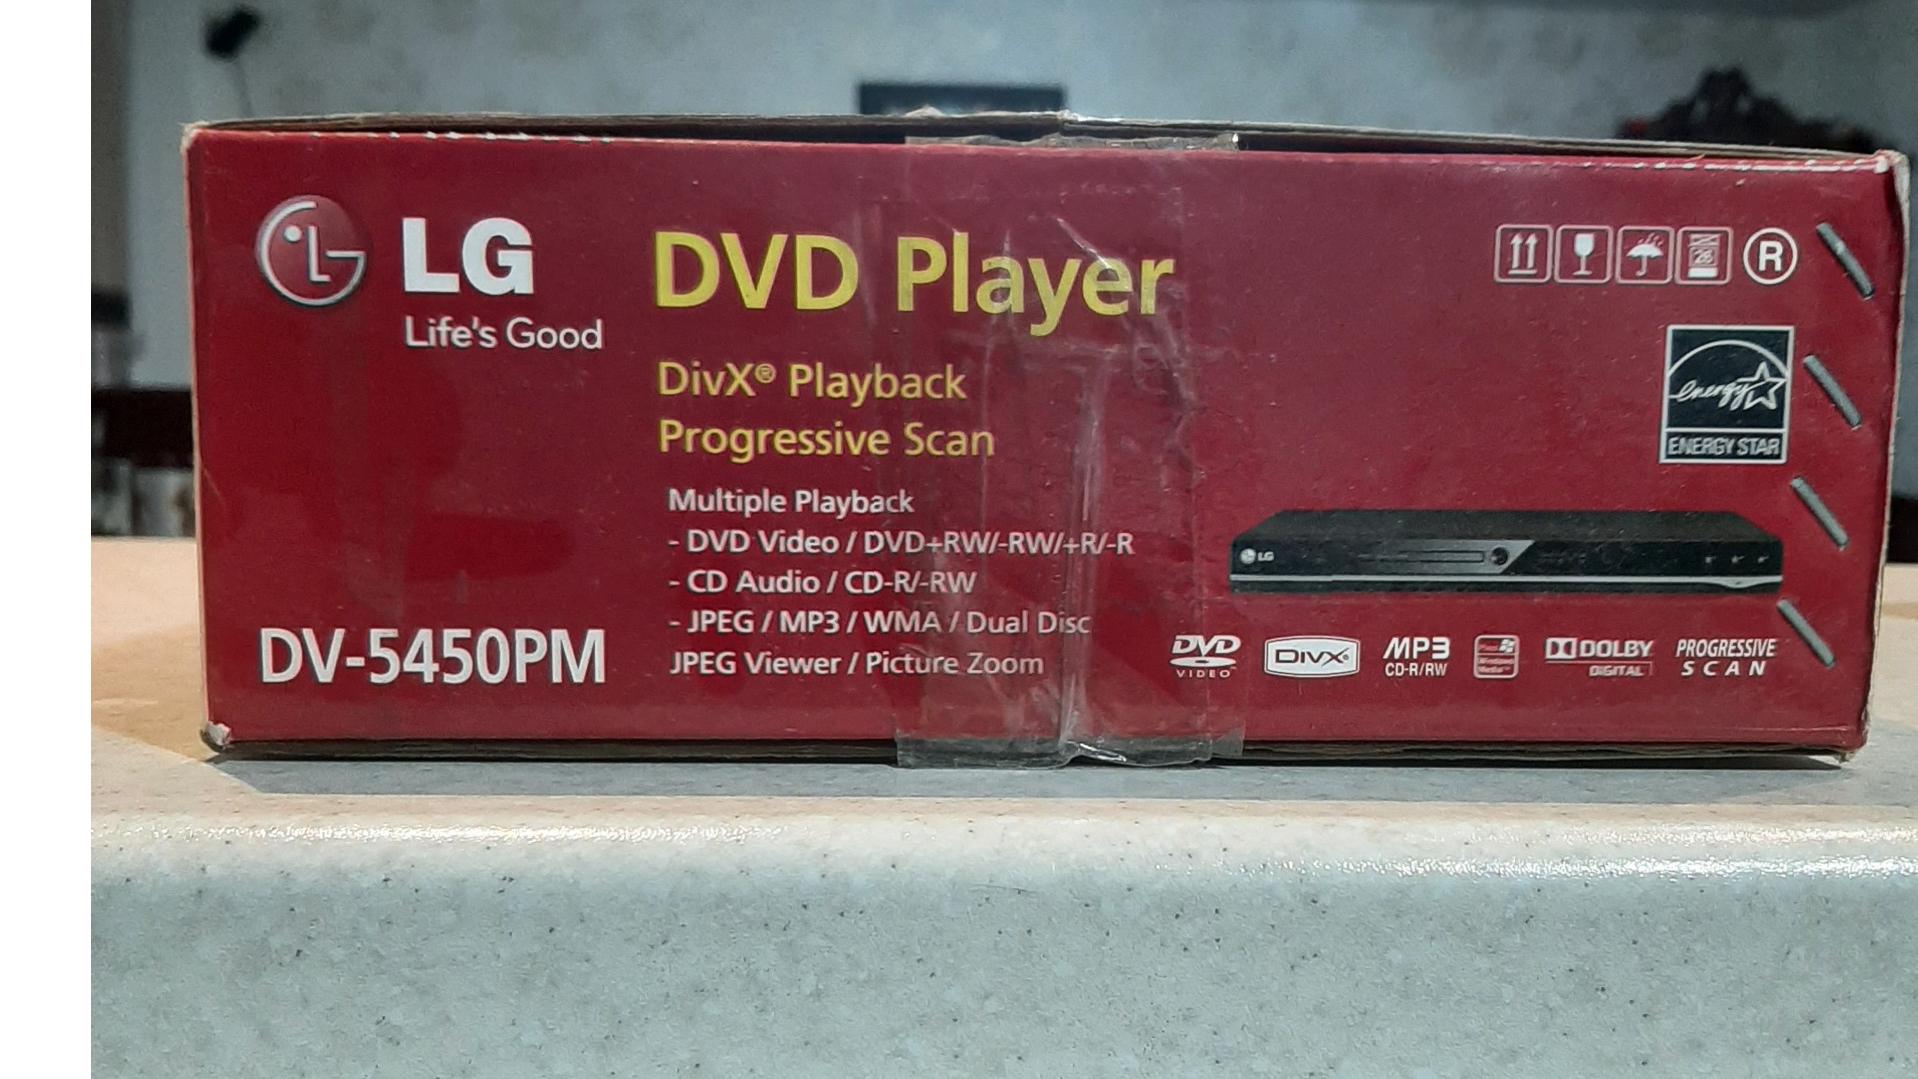 LG
Life's Good
DVD Player
DivX® Playback
Progressive Scan
Multiple Playback
- DVD Video / DVD+RW/-RW/+R/-R
- CD Audio / CD-R/-RW
- JPEG / MP3 / WMA / Dual Disc
JPEG Viewer / Picture Zoom
DV-5450PM
R
energy
ENERGY STAR
LG
DVD
VIDEO
DIVX
MP3
CD-R/RW
DOLBY
DIGITAL
PROGRESSIVE
SCAN